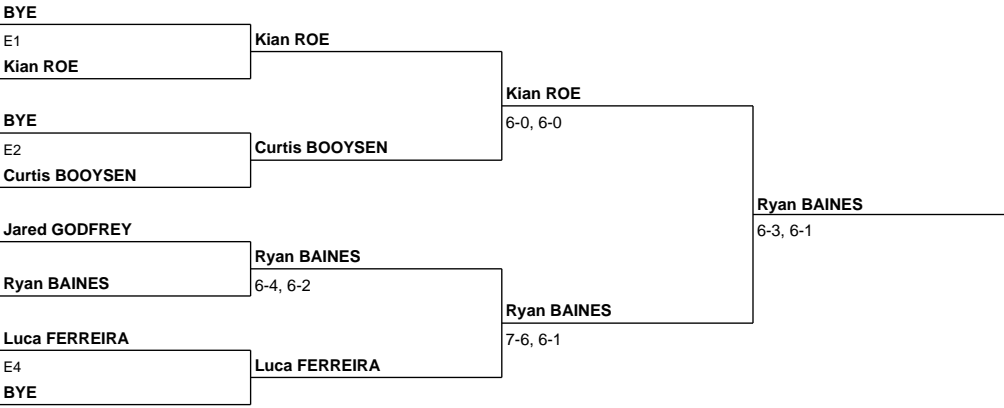 BYE
E1
Kian ROE
Kian ROE
Kian ROE
6-0, 6-0
BYE
E2
Curtis BOOYSEN
Curtis BOOYSEN
Ryan BAINES
6-3, 6-1
Jared GODFREY
Ryan BAINES
Ryan BAINES
6-4, 6-2
Ryan BAINES
7-6, 6-1
Luca FERREIRA
E4
Luca FERREIRA
BYE